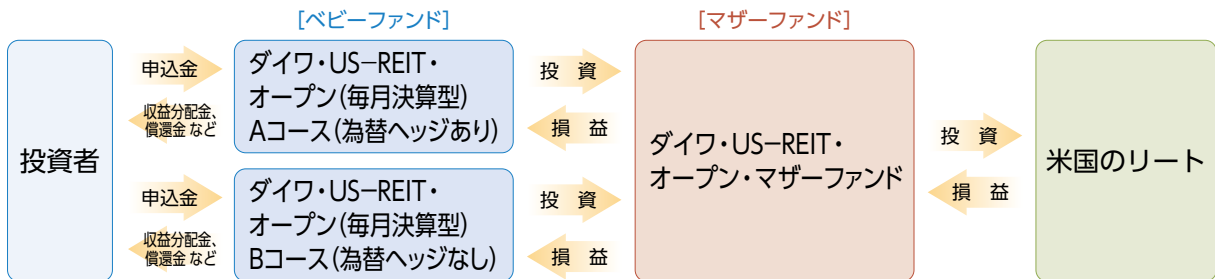 [ベビーファンド]
[マザーファンド]
投資者
申込金
収益分配金、
償還金 など
ダイワ・US−REIT・
オープン(毎月決算型)
Aコース(為替ヘッジあり)
投 資
損 益
申込金
収益分配金、
償還金 など
ダイワ・US−REIT・
オープン(毎月決算型)
Bコース(為替ヘッジなし)
投 資
損 益
ダイワ・US−REIT・
オープン・マザーファンド
投 資
損 益
米国のリート